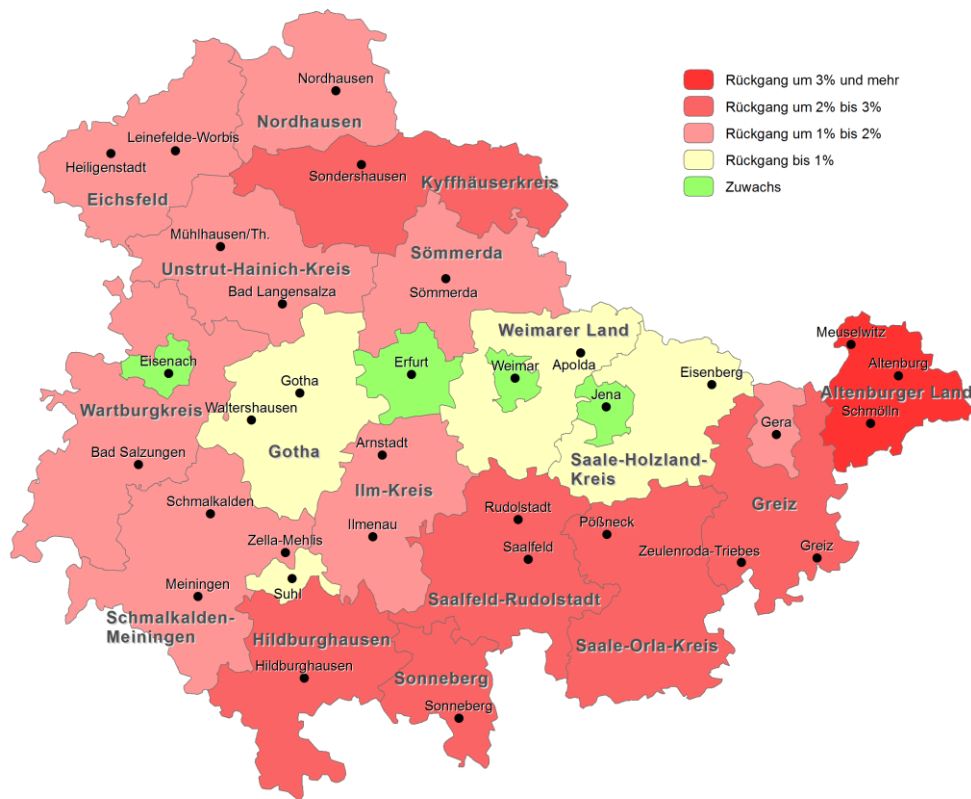 Rückgang um 3% und mehr
Rückgang um 2% bis 3%
Rückgang um 1% bis 2%
Rückgang bis 1%
Zuwachs
Nordhausen
Nordhausen
Leinefelde-Worbis
Heiligenstadt
Eichsfeld
Sondershausen
Kyffhäuserkreis
Mühlhausen/Th.
Unstrut-Hainich-Kreis
Bad Langensalza
Sömmerda
Sömmerda
Weimarer Land
Apolda
Eisenach
Wartburgkreis
Bad Salzungen
Gotha
Waltershausen
Gotha
Erfurt
Weimar
Jena
Eisenberg
Saale-Holzland-
Kreis
Meuselwitz
Altenburg
Altenburger Land
Schmölln
Gera
Greiz
Greiz
Zeulenroda-Triebes
Arnstadt
Ilm-Kreis
Ilmenau
Schmalkalden
Zella-Mehlis
Suhl
Meiningen
Schmalkalden-
Meiningen
Rudolstadt
Saalfeld
Saalfeld-Rudolstadt
Pößneck
Saale-Orla-Kreis
Hildburghausen
Hildburghausen
Sonneberg
Sonneberg